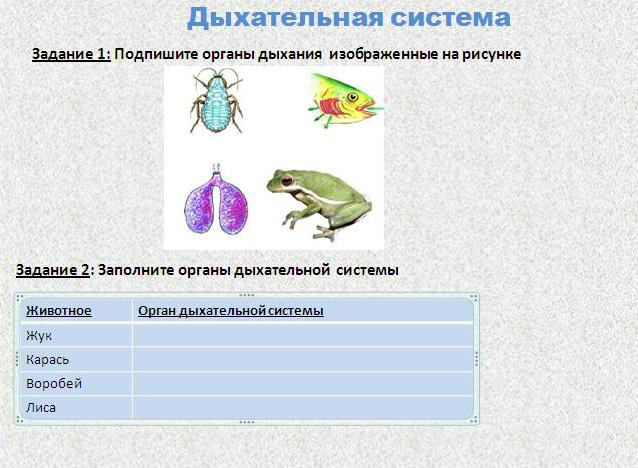 Дыхательная система
Задание 1: Подпишите органы дыхания изображенные на рисунке
Задание 2: Заполните органы дыхательной системы
Животное Орган дыхательной системы
Жук
Карась
Воробей
Лиса